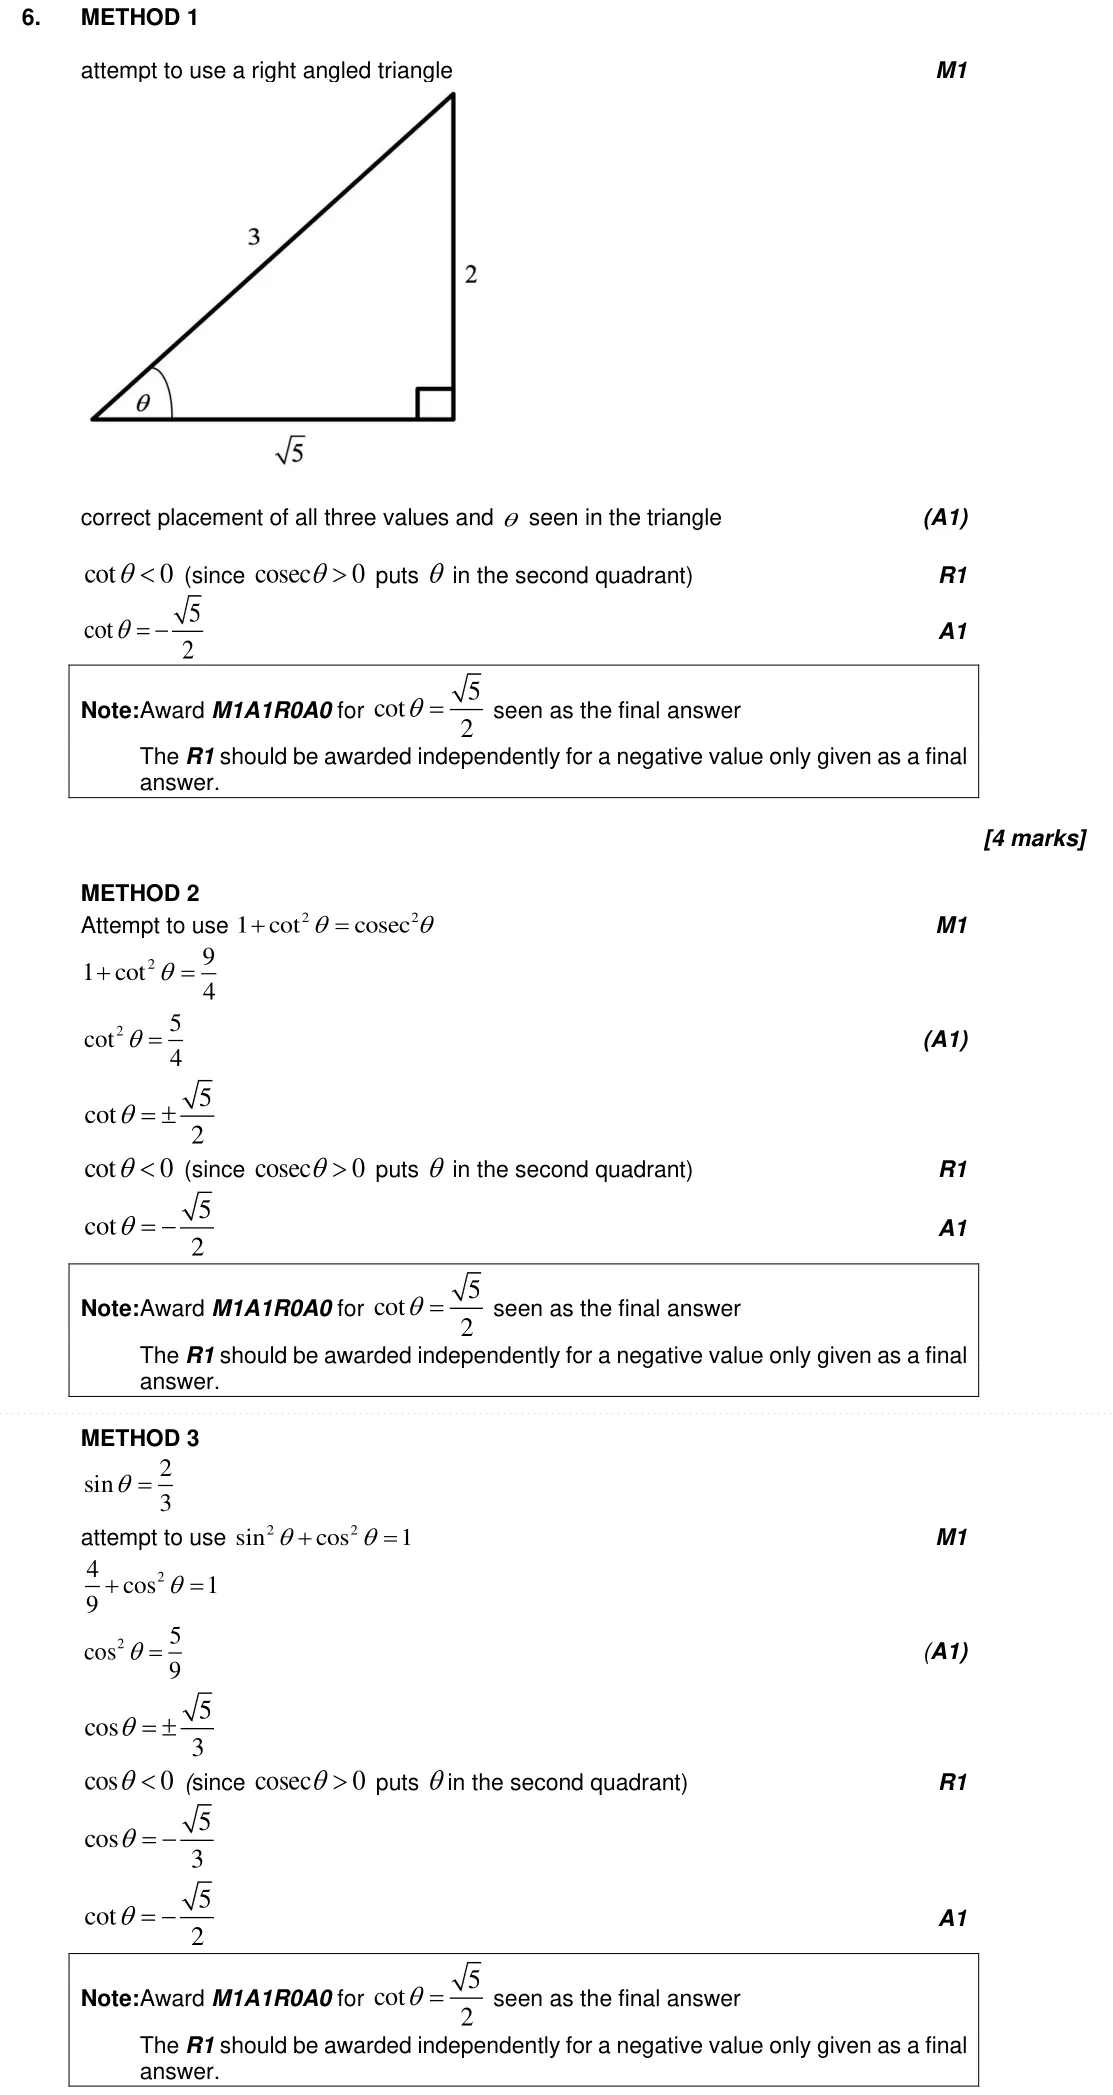 6. METHOD 1
attempt to use a right angled triangle M1
3
2
θ
√5
correct placement of all three values and θ seen in the triangle (A1)
cot θ < 0 (since cosec θ > 0 puts θ in the second quadrant) R1
cot θ = −√5/2 A1
Note:Award M1A1R0A0 for cot θ = √5/2 seen as the final answer
The R1 should be awarded independently for a negative value only given as a final
answer.
[4 marks]
METHOD 2
Attempt to use 1 + cot² θ = cosec²θ M1
1 + cot² θ = 9/4
cot² θ = 5/4 (A1)
cot θ = ±√5/2
cot θ < 0 (since cosec θ > 0 puts θ in the second quadrant) R1
cot θ = −√5/2 A1
Note:Award M1A1R0A0 for cot θ = √5/2 seen as the final answer
The R1 should be awarded independently for a negative value only given as a final
answer.
METHOD 3
sin θ = 2/3
attempt to use sin² θ + cos² θ = 1 M1
4/9 + cos² θ = 1
cos² θ = 5/9 (A1)
cos θ = ±√5/3
cos θ < 0 (since cosec θ > 0 puts θ in the second quadrant) R1
cos θ = −√5/3
cot θ = −√5/2 A1
Note:Award M1A1R0A0 for cot θ = √5/2 seen as the final answer
The R1 should be awarded independently for a negative value only given as a final
answer.